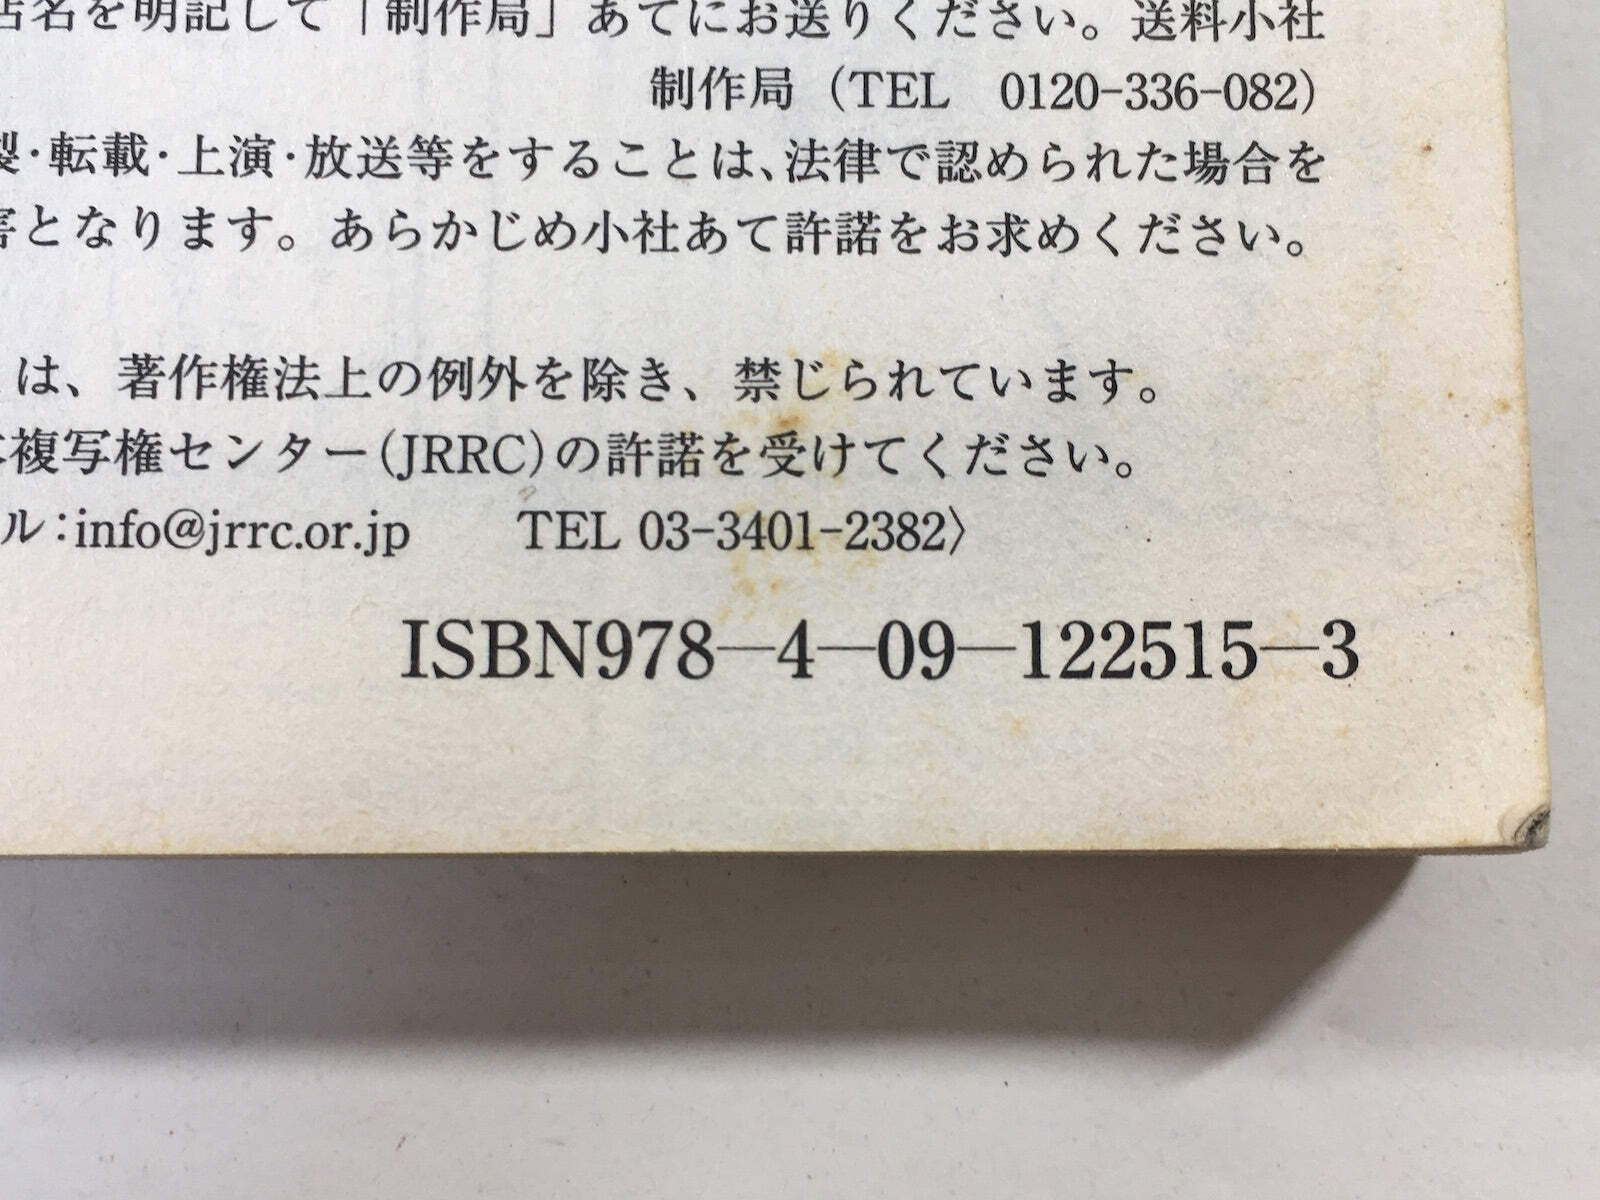 店名を明記して「制作局」あてにお送りください。送料小社
制作局（TEL　0120-336-082）
製・転載・上演・放送等をすることは、法律で認められた場合を
害となります。あらかじめ小社あて許諾をお求めください。
は、著作権法上の例外を除き、禁じられています。
本複写権センター(JRRC)の許諾を受けてください。
ル：info@jrrc.or.jp　TEL 03-3401-2382〉
ISBN978―4―09―122515―3